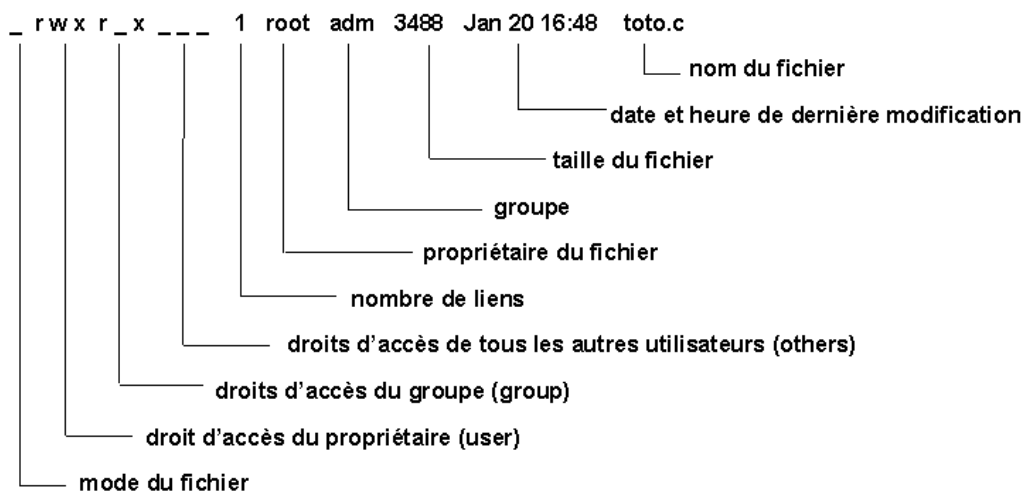 _ r w x r _ x _ _ _ 1 root adm 3488 Jan 20 16:48 toto.c
nom du fichier
date et heure de dernière modification
taille du fichier
groupe
propriétaire du fichier
nombre de liens
droits d'accès de tous les autres utilisateurs (others)
droits d'accès du groupe (group)
droit d'accès du propriétaire (user)
mode du fichier